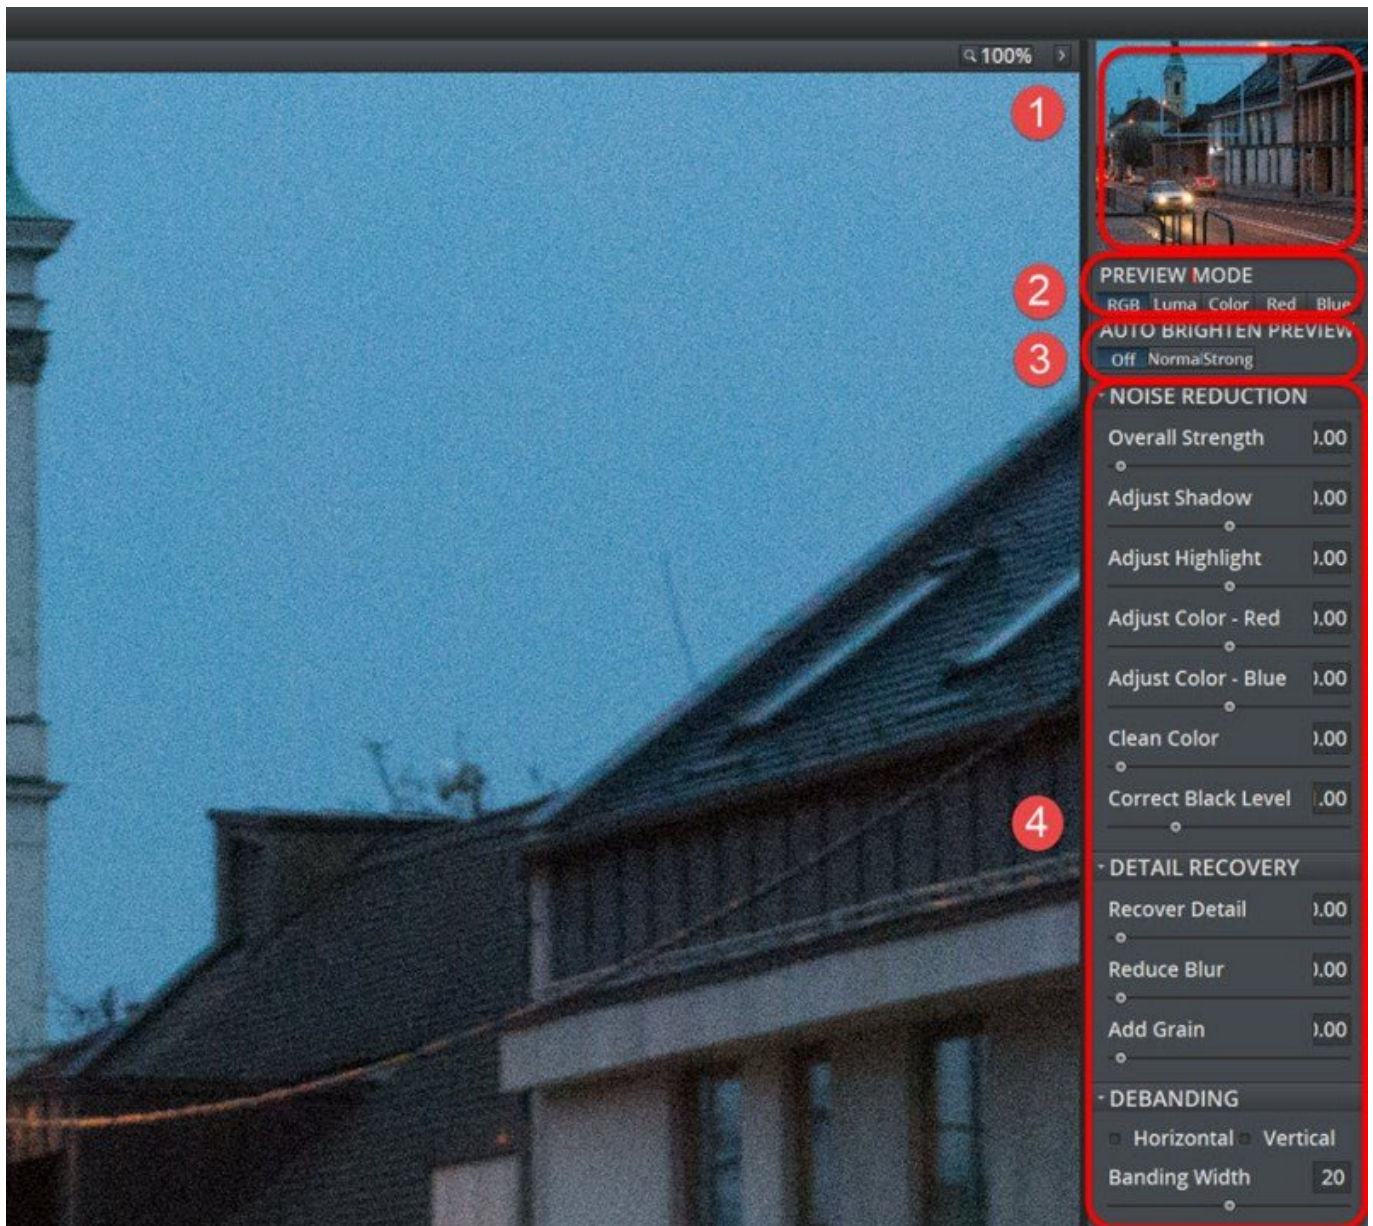 100%
1
2
PREVIEW MODE
RGB Luma Color Red Blue
3
AUTO BRIGHTEN PREVIEW
Off Normal Strong
NOISE REDUCTION
Overall Strength .00
Adjust Shadow .00
Adjust Highlight .00
Adjust Color - Red .00
Adjust Color - Blue .00
Clean Color .00
4
Correct Black Level .00
DETAIL RECOVERY
Recover Detail .00
Reduce Blur .00
Add Grain .00
DEBANDING
Horizontal Vertical
Banding Width 20